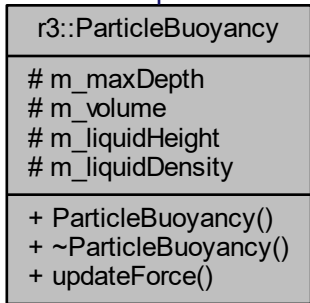 r3::ParticleBuoyancy
# m_maxDepth
# m_volume
# m_liquidHeight
# m_liquidDensity
+ ParticleBuoyancy()
+ ~ParticleBuoyancy()
+ updateForce()